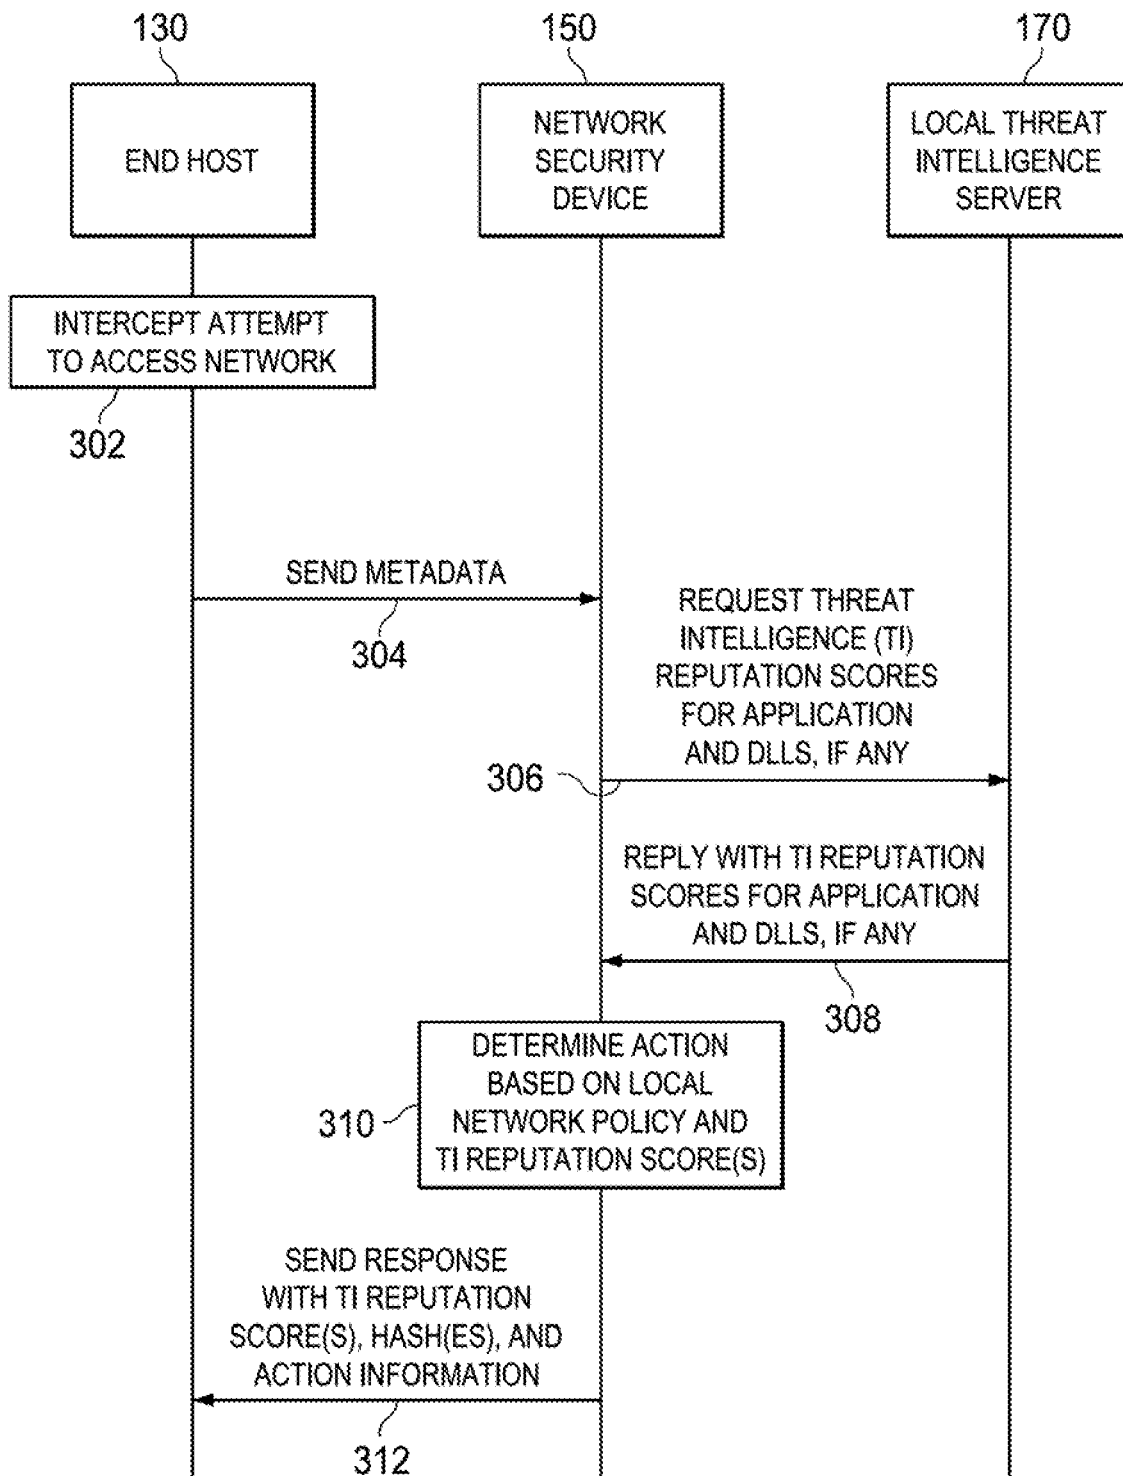 130
150
170
END HOST
NETWORK
SECURITY
DEVICE
LOCAL THREAT
INTELLIGENCE
SERVER
INTERCEPT ATTEMPT
TO ACCESS NETWORK
302
SEND METADATA
304
REQUEST THREAT
INTELLIGENCE (TI)
REPUTATION SCORES
FOR APPLICATION
AND DLLS, IF ANY
306
REPLY WITH TI REPUTATION
SCORES FOR APPLICATION
AND DLLS, IF ANY
308
DETERMINE ACTION
BASED ON LOCAL
NETWORK POLICY AND
TI REPUTATION SCORE(S)
310
SEND RESPONSE
WITH TI REPUTATION
SCORE(S), HASH(ES), AND
ACTION INFORMATION
312